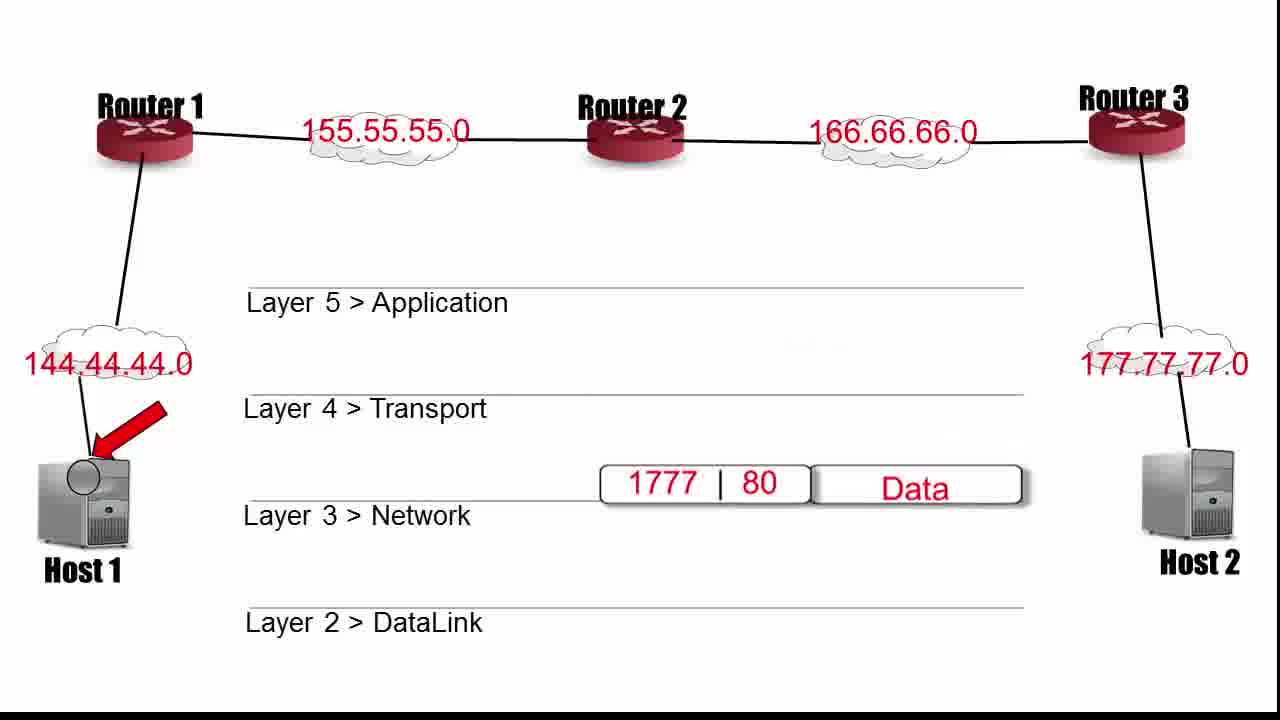 Router 1
Router 2
Router 3
155.55.55.0
166.66.66.0
Layer 5 > Application
144.44.44.0
177.77.77.0
Layer 4 > Transport
1777 | 80
Data
Layer 3 > Network
Host 1
Host 2
Layer 2 > DataLink